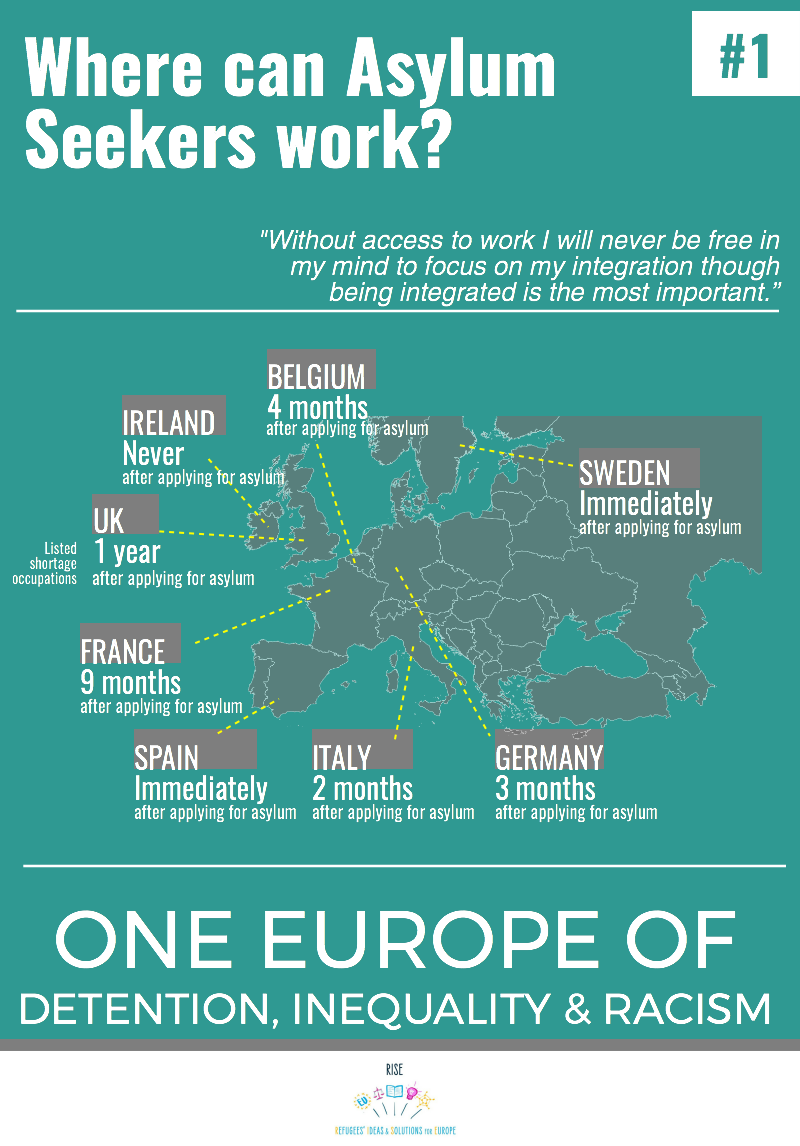 #1
Where can Asylum
Seekers work?
"Without access to work I will never be free in
my mind to focus on my integration though
being integrated is the most important.”
BELGIUM
4 months
after applying for asylum
IRELAND
Never
after applying for asylum
SWEDEN
Immediately
after applying for asylum
UK
1 year
after applying for asylum
Listed
shortage
occupations
FRANCE
9 months
after applying for asylum
SPAIN
Immediately
after applying for asylum
ITALY
2 months
after applying for asylum
GERMANY
3 months
after applying for asylum
ONE EUROPE OF
DETENTION, INEQUALITY & RACISM
RISE
EU
REFUGEES' IDEAS & SOLUTIONS FOR EUROPE